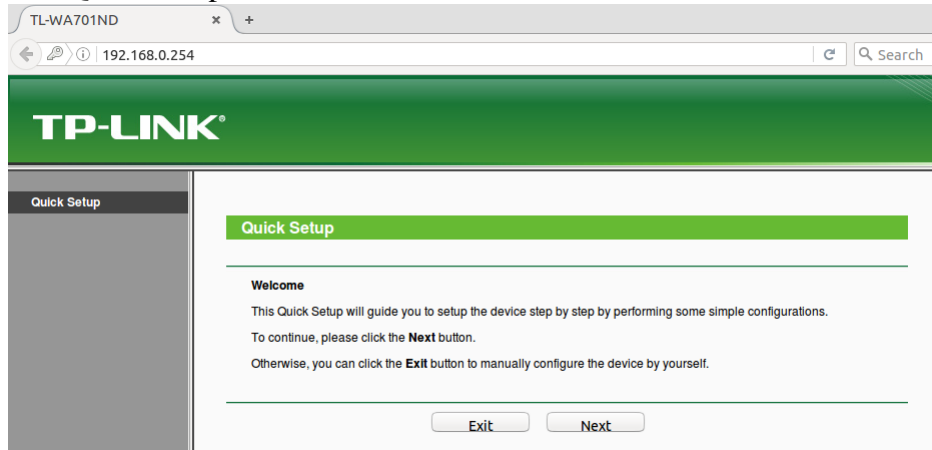 TL-WA701ND × +
192.168.0.254 Search
TP-LINK®
Quick Setup
Quick Setup
Welcome
This Quick Setup will guide you to setup the device step by step by performing some simple configurations.
To continue, please click the Next button.
Otherwise, you can click the Exit button to manually configure the device by yourself.
Exit Next